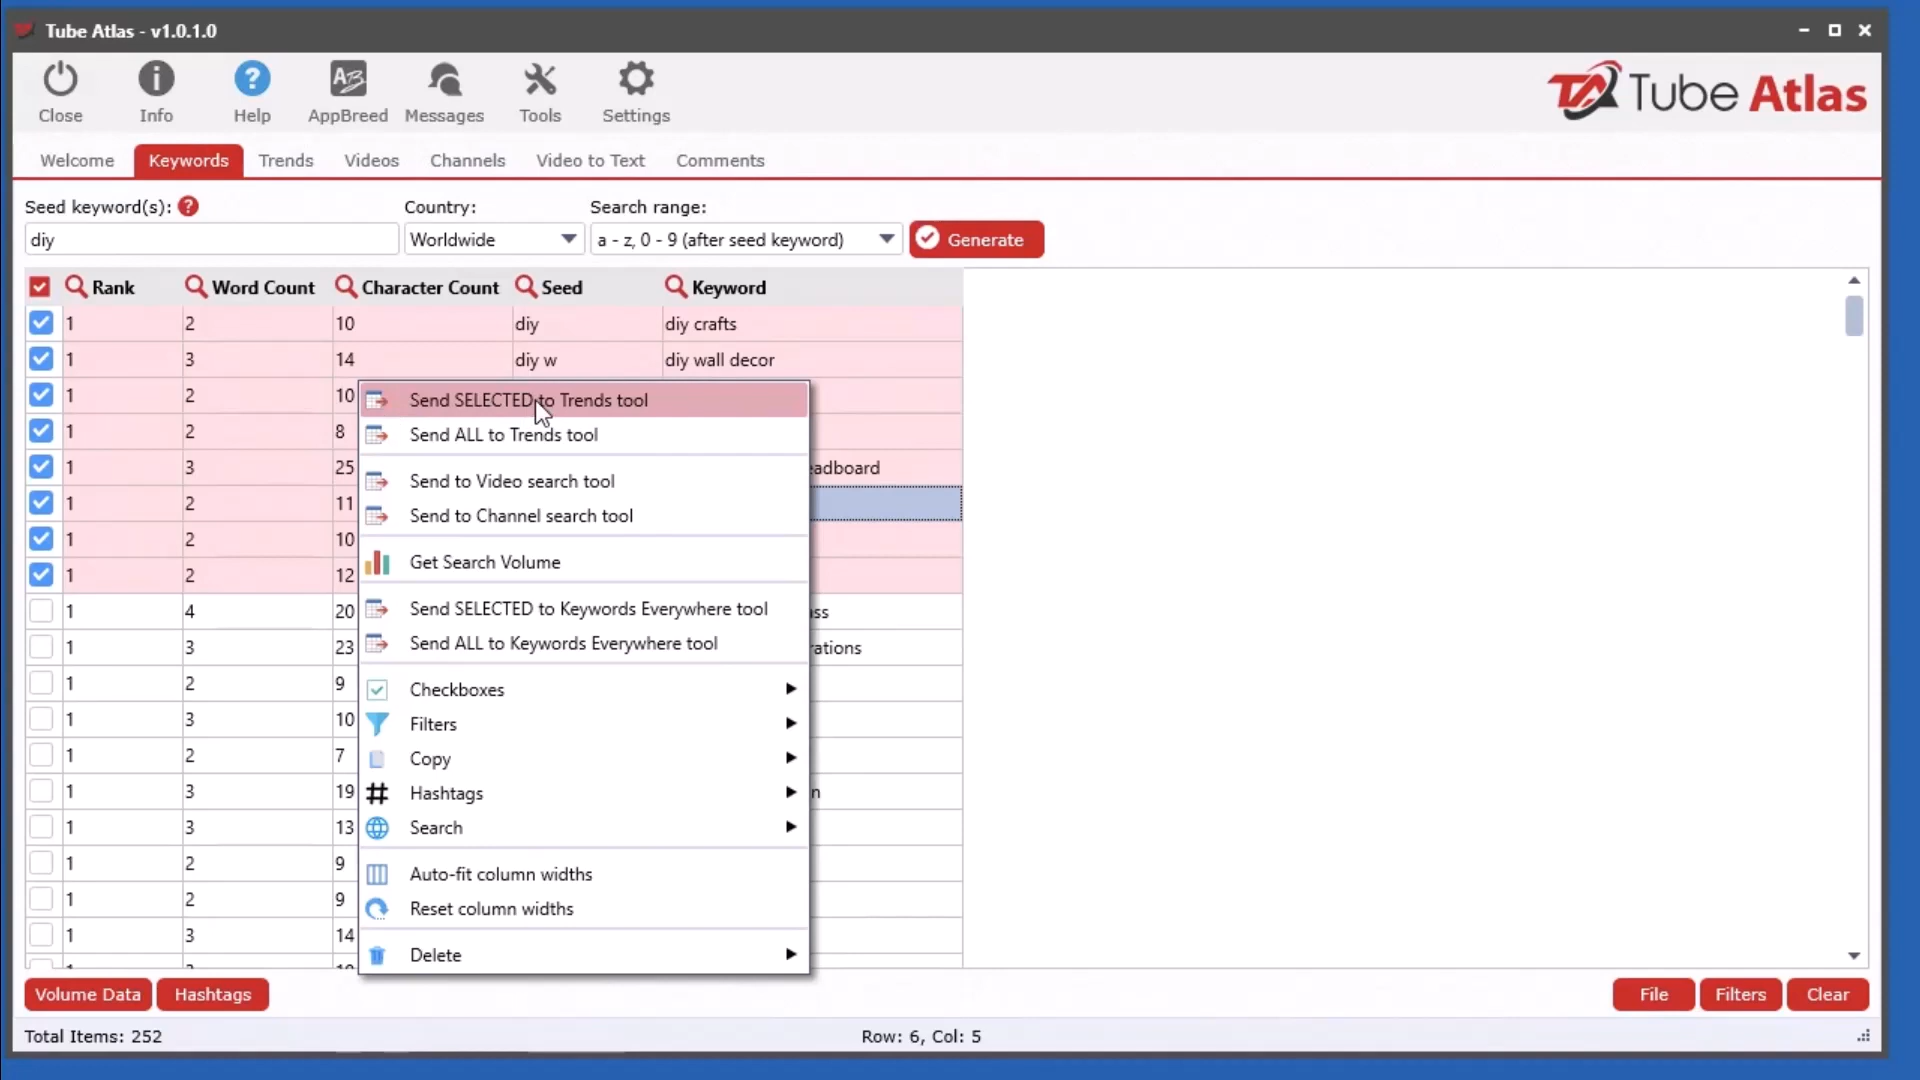 Tube Atlas - v1.0.1.0
Close Info Help AppBreed Messages Tools Settings
Tube Atlas
Welcome Keywords Trends Videos Channels Video to Text Comments
Seed keyword(s): ? Country: Search range:
diy Worldwide a - z, 0 - 9 (after seed keyword) Generate
Rank Word Count Character Count Seed Keyword
1 2 10 diy diy crafts
1 3 14 diy w diy wall decor
1 2 10
1 2 8
1 3 25 eadboard
1 2 11
1 2 10
1 2 12
1 4 20 ss
1 3 23 rations
1 2 9
1 3 10
1 2 7
1 3 19 n
1 3 13
1 2 9
1 2 9
1 3 14
Send SELECTED to Trends tool
Send ALL to Trends tool
Send to Video search tool
Send to Channel search tool
Get Search Volume
Send SELECTED to Keywords Everywhere tool
Send ALL to Keywords Everywhere tool
Checkboxes
Filters
Copy
# Hashtags
Search
Auto-fit column widths
Reset column widths
Delete
Volume Data Hashtags File Filters Clear
Total Items: 252 Row: 6, Col: 5